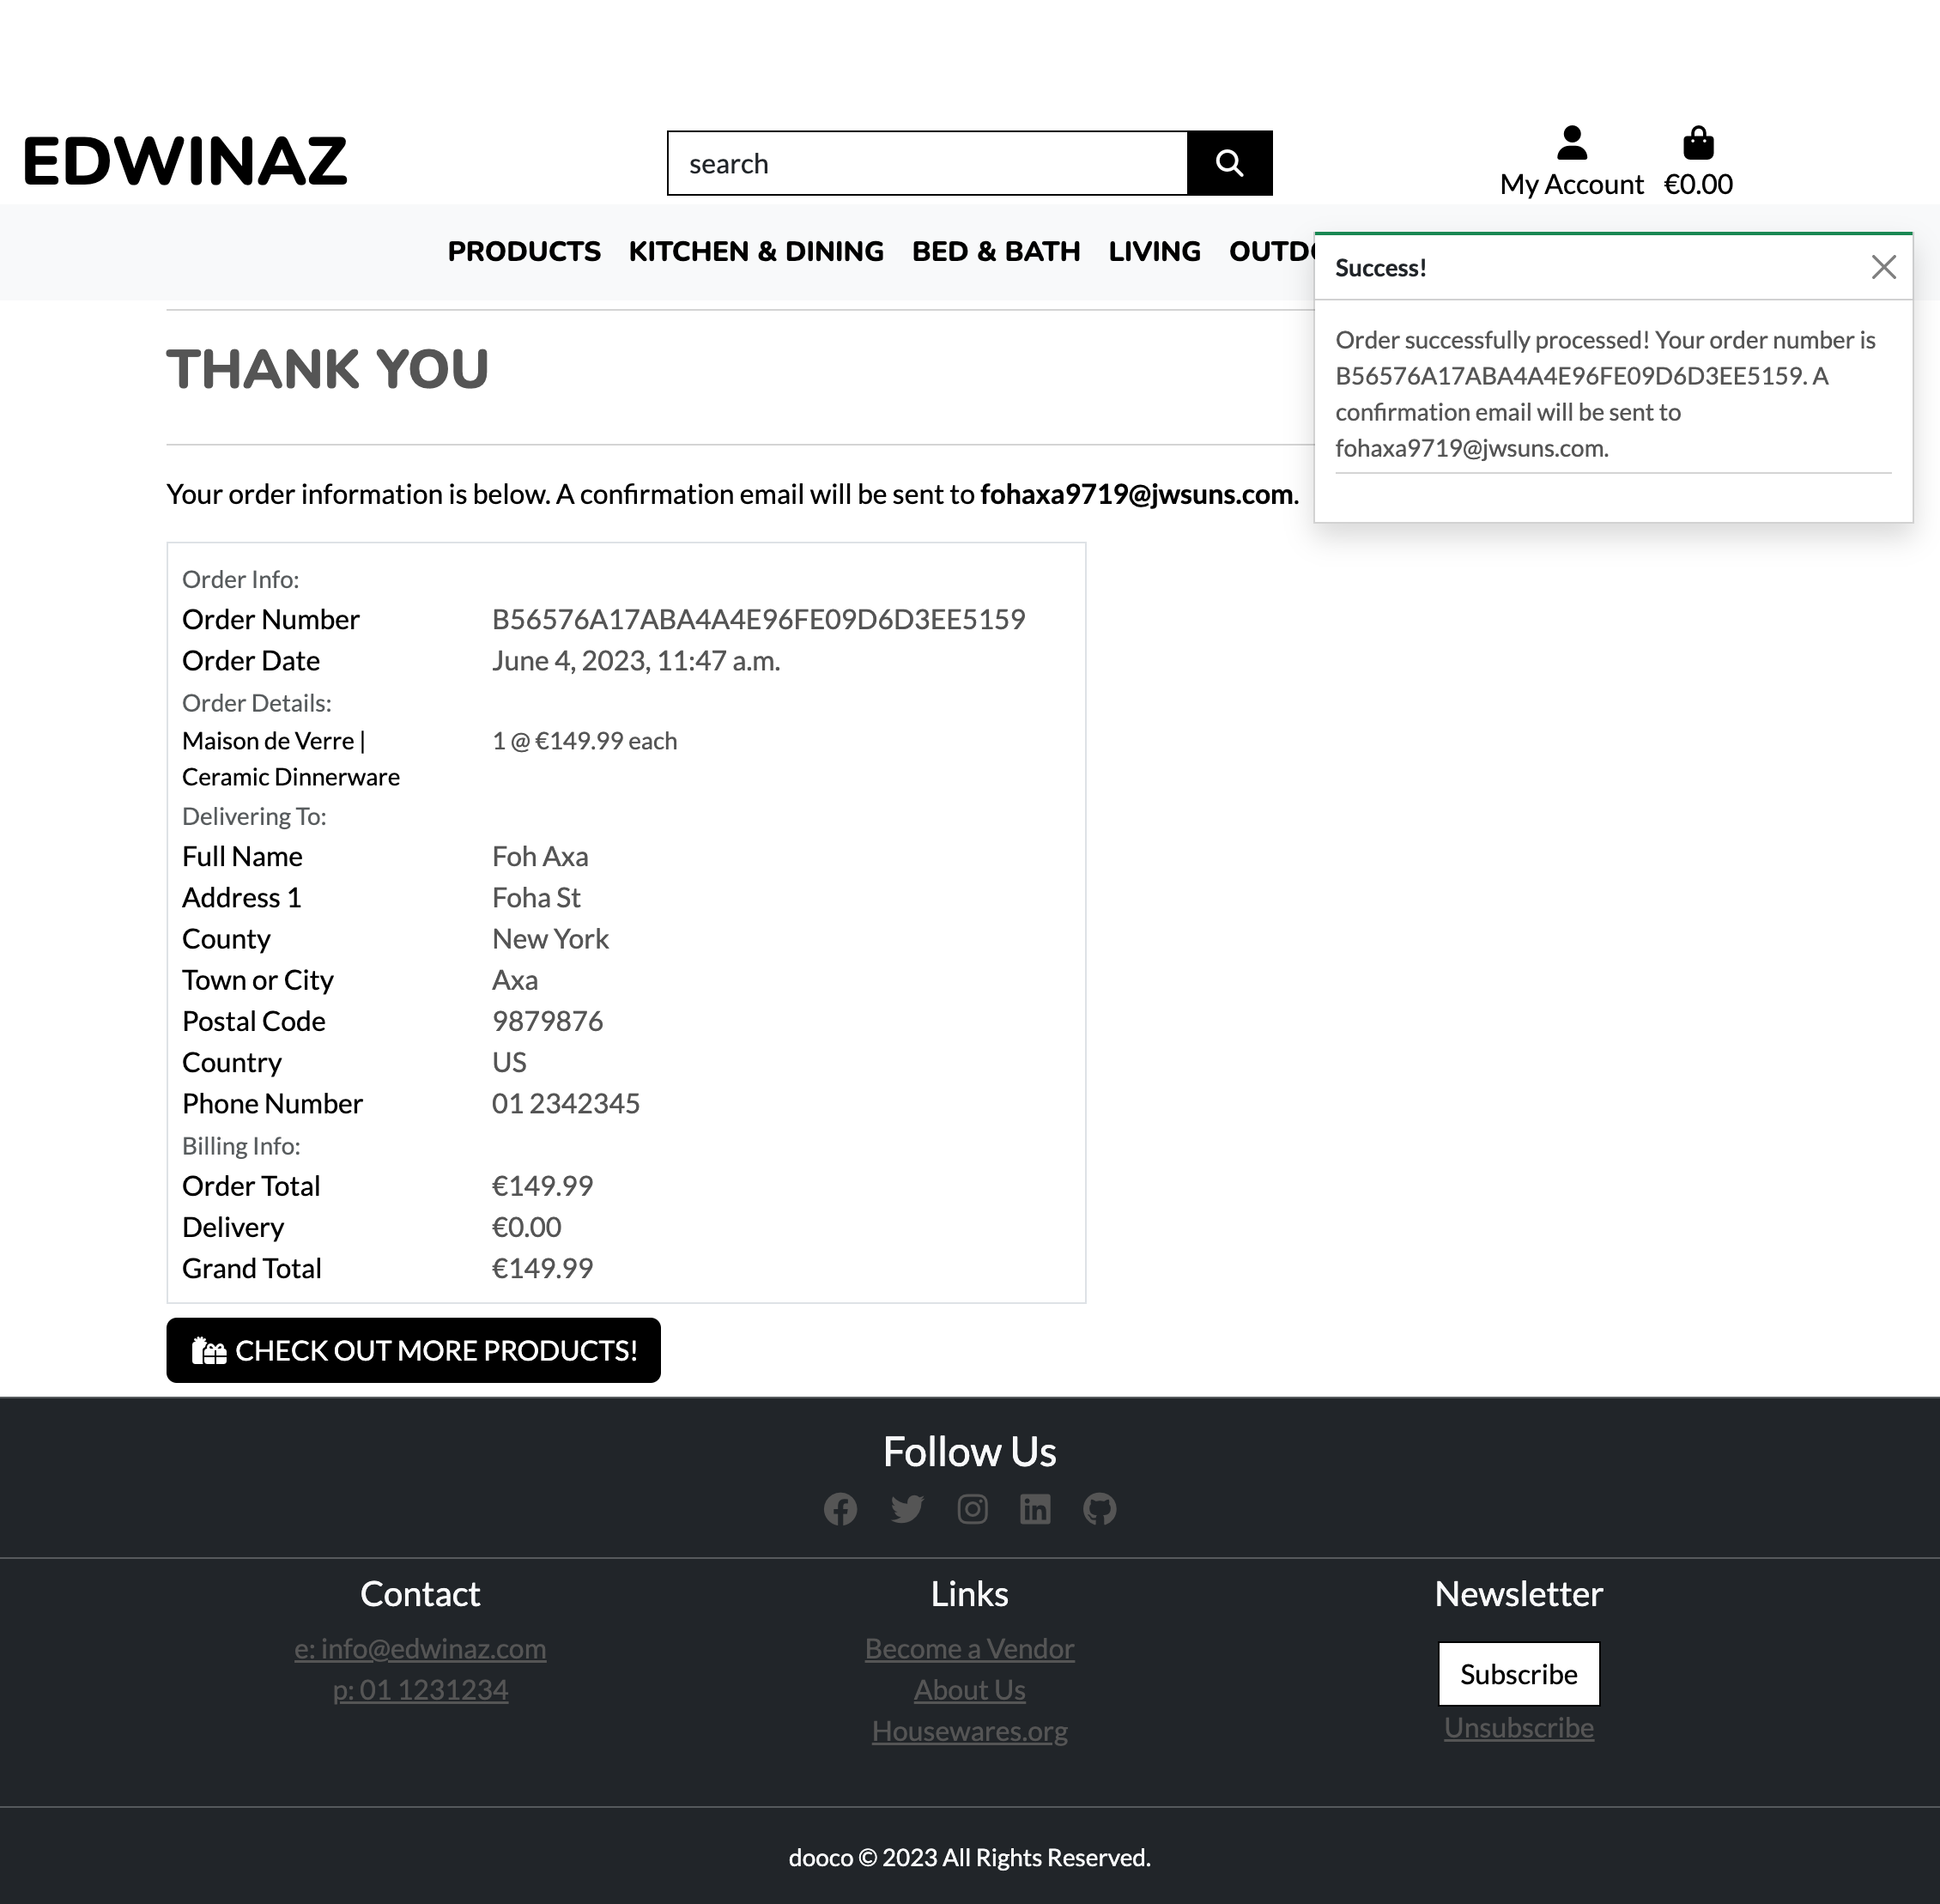 EDWINAZ
search
My Account
€0.00
PRODUCTS KITCHEN & DINING BED & BATH LIVING
Success!
Order successfully processed! Your order number is
B56576A17ABA4A4E96FE09D6D3EE5159. A
confirmation email will be sent to
fohaxa9719@jwsuns.com.
THANK YOU
Your order information is below. A confirmation email will be sent to fohaxa9719@jwsuns.com.
Order Info:
Order Number B56576A17ABA4A4E96FE09D6D3EE5159
Order Date June 4, 2023, 11:47 a.m.
Order Details:
Maison de Verre | 1 @ €149.99 each
Ceramic Dinnerware
Delivering To:
Full Name Foh Axa
Address 1 Foha St
County New York
Town or City Axa
Postal Code 9879876
Country US
Phone Number 01 2342345
Billing Info:
Order Total €149.99
Delivery €0.00
Grand Total €149.99
CHECK OUT MORE PRODUCTS!
Follow Us
Contact
e: info@edwinaz.com
p: 01 1231234
Links
Become a Vendor
About Us
Housewares.org
Newsletter
Subscribe
Unsubscribe
dooco © 2023 All Rights Reserved.